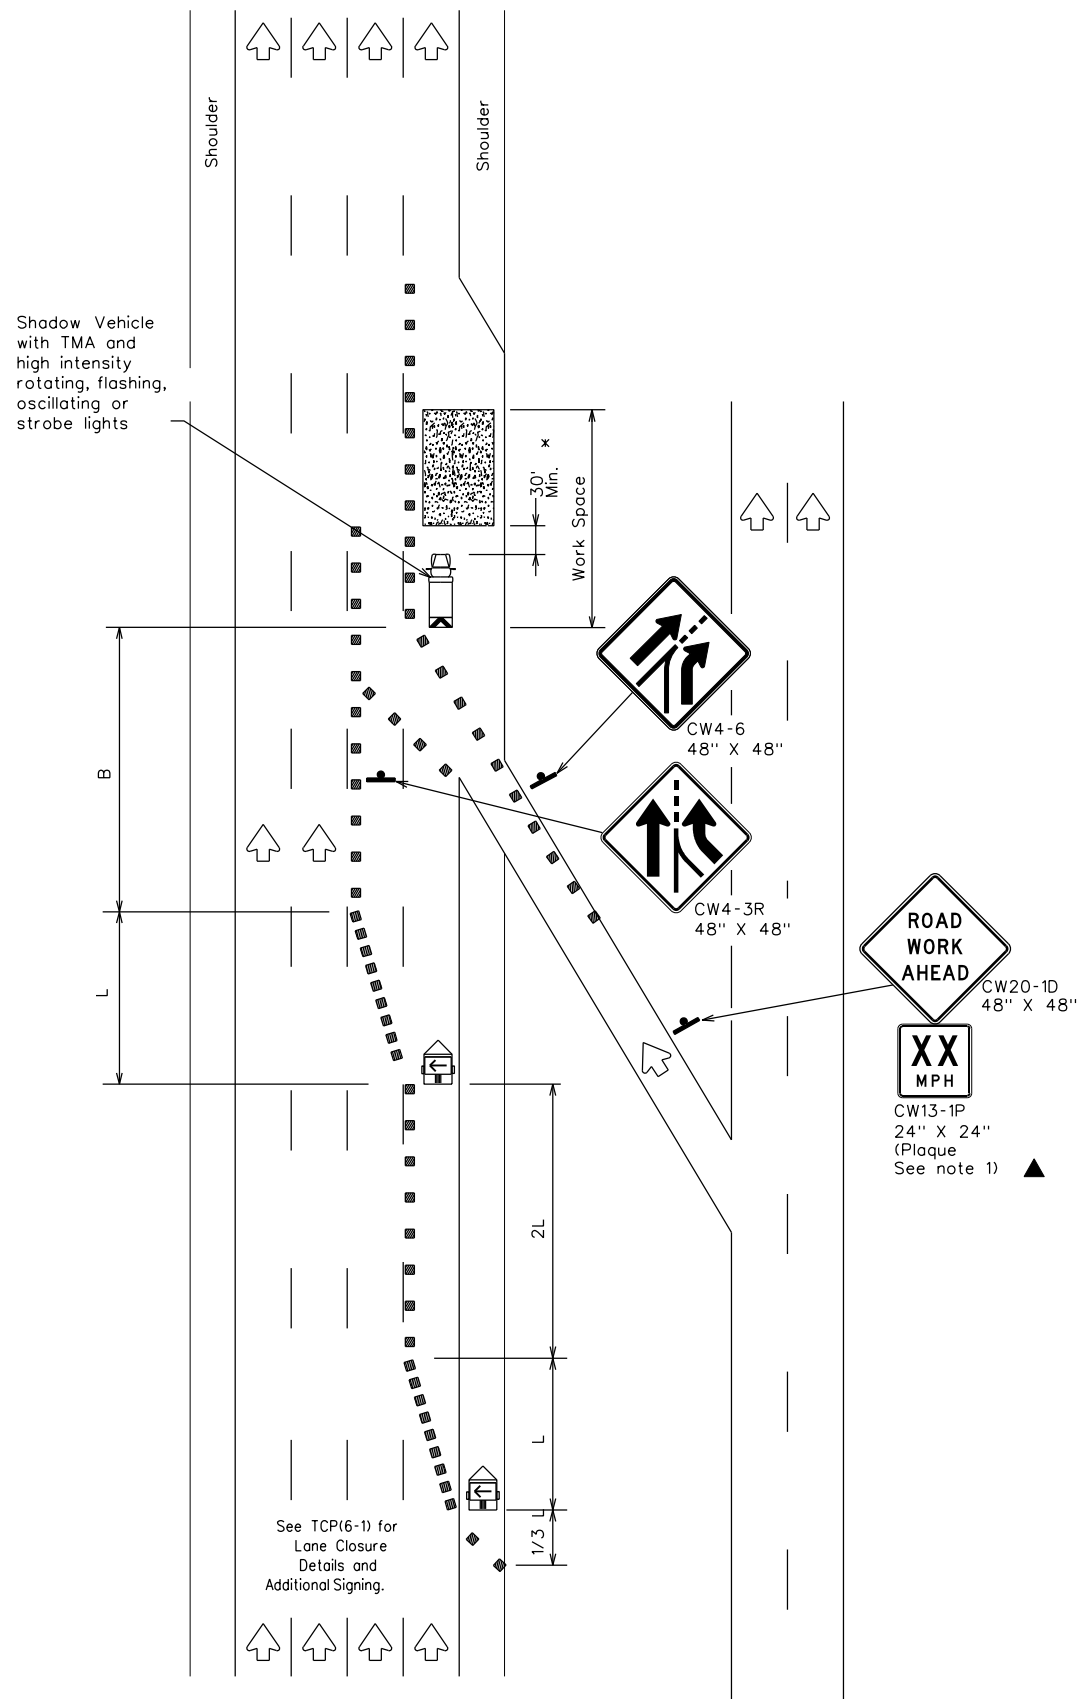 Shoulder
Shoulder
Shadow Vehicle
with TMA and
high intensity
rotating, flashing,
oscillating or
strobe lights
*
30'
Min.
Work Space
CW4-6
48" X 48"
B
CW4-3R
48" X 48"
ROAD
WORK
AHEAD
CW20-1D
48" X 48"
L
XX
MPH
CW13-1P
24" X 24"
(Plaque
See note 1)
2L
L
1/3 L
See TCP(6-1) for
Lane Closure
Details and
Additional Signing.